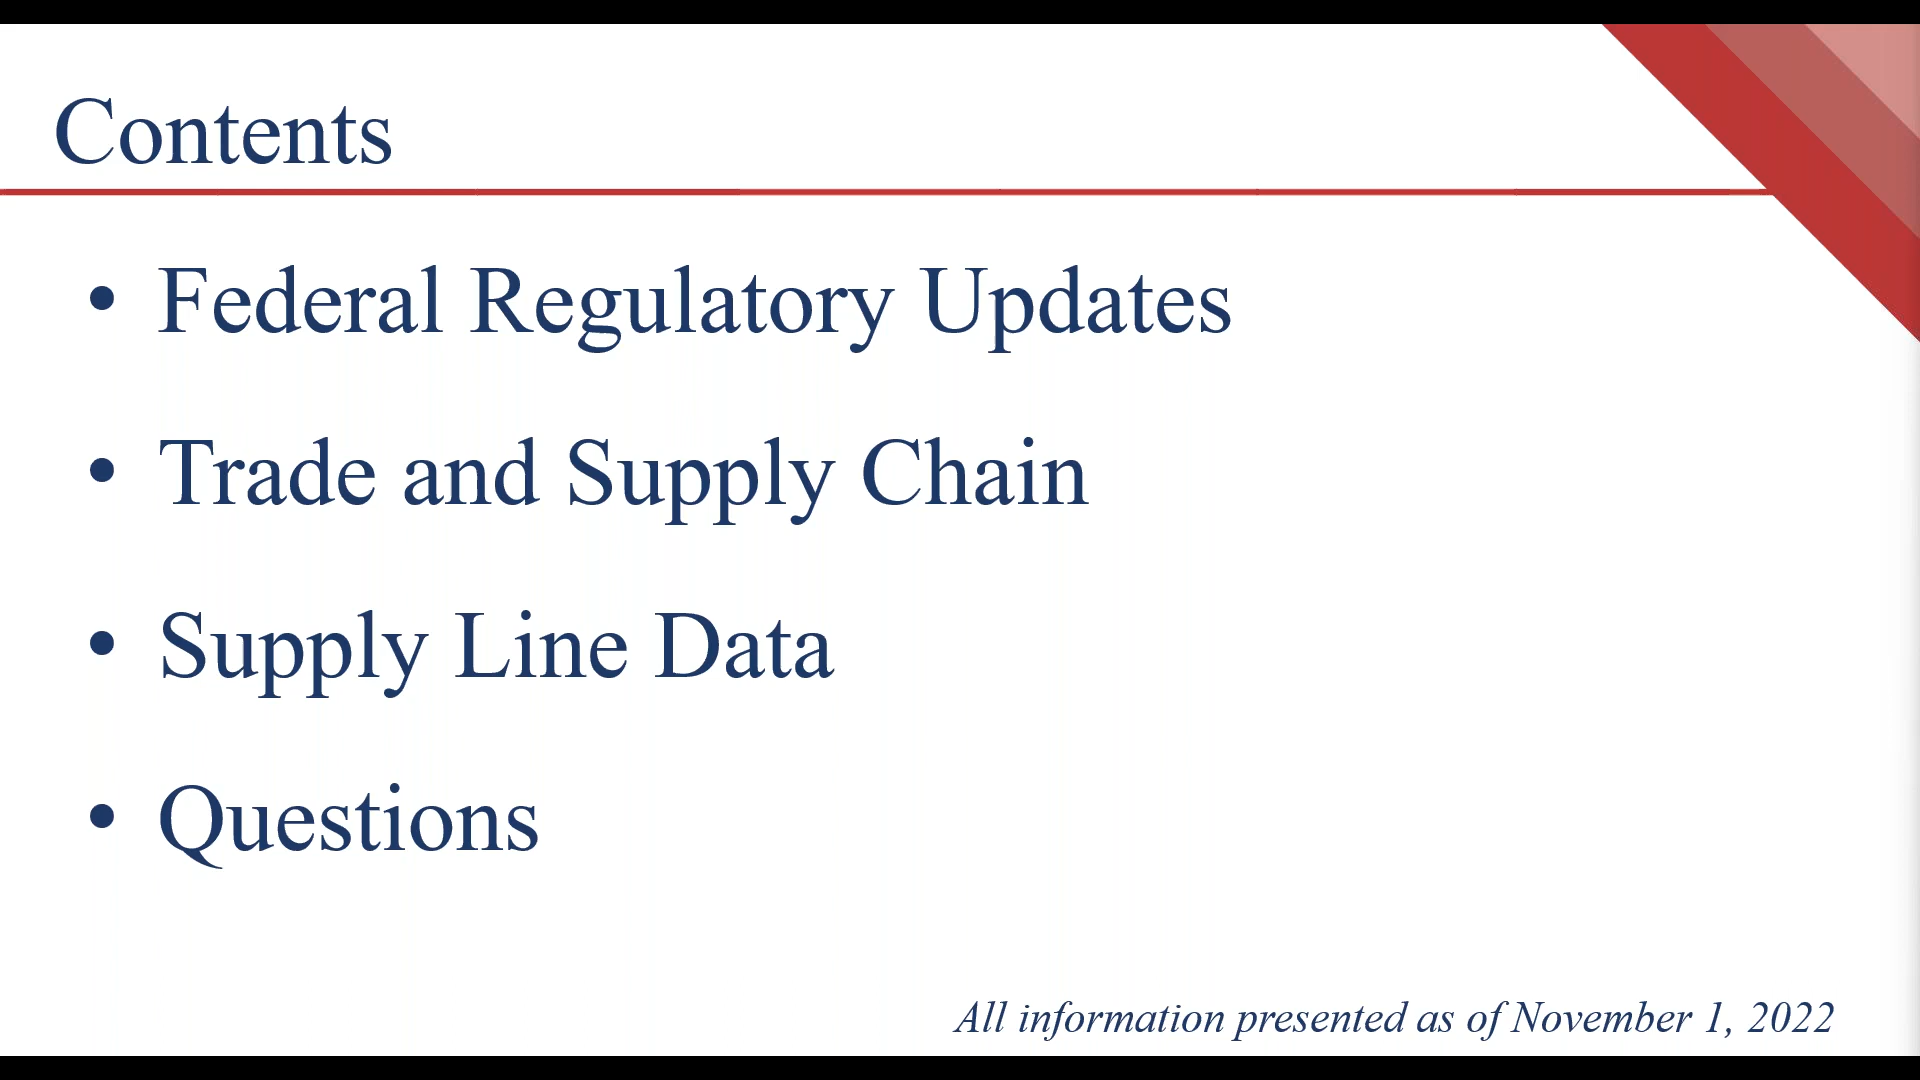 Contents
• Federal Regulatory Updates
• Trade and Supply Chain
• Supply Line Data
• Questions
All information presented as of November 1, 2022